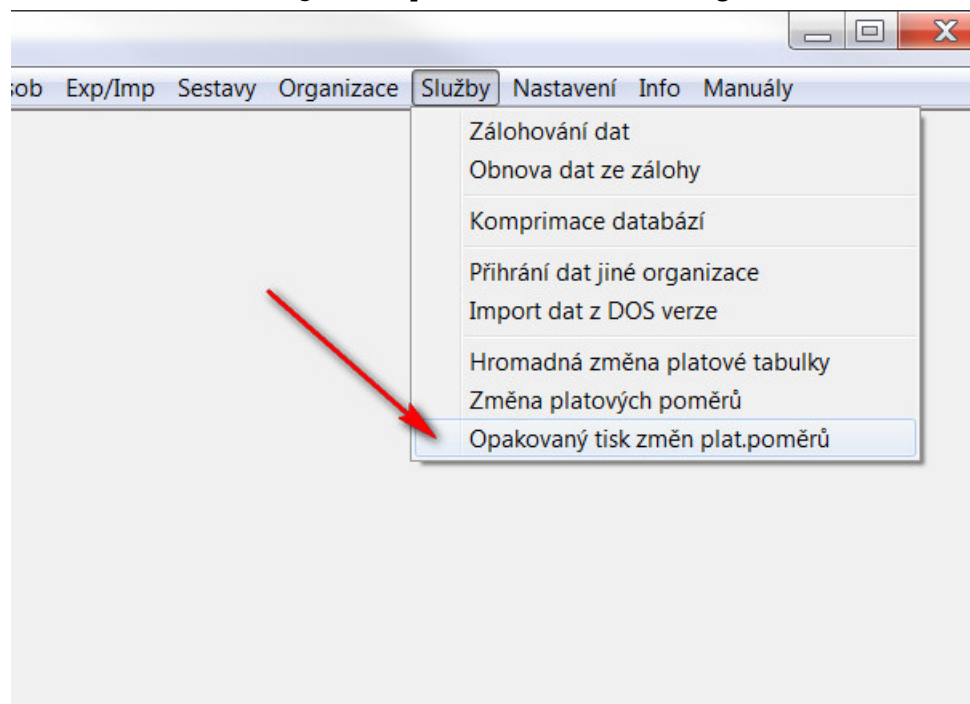 sob Exp/Imp Sestavy Organizace Služby Nastavení Info Manuály
Zálohování dat
Obnova dat ze zálohy
Komprimace databází
Přihrání dat jiné organizace
Import dat z DOS verze
Hromadná změna platové tabulky
Změna platových poměrů
Opakovaný tisk změn plat.poměrů